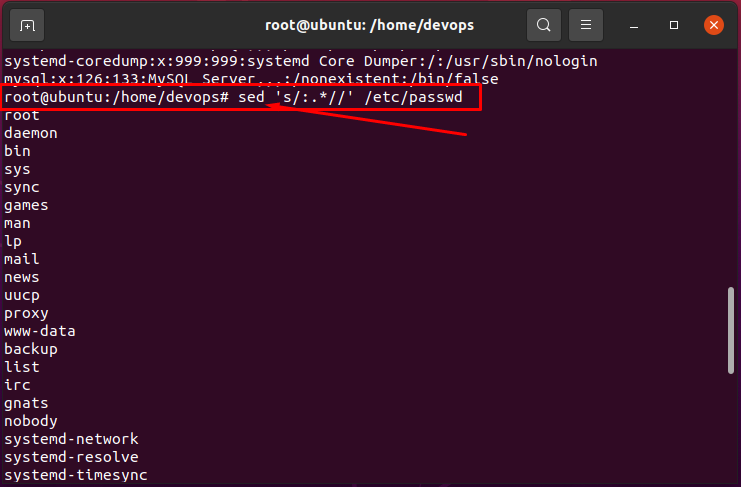 root@ubuntu: /home/devops
systemd-coredump:x:999:999:systemd Core Dumper:/:/usr/sbin/nologin
mysql:x:126:133:MySQL Server,,,:/nonexistent:/bin/false
root@ubuntu:/home/devops# sed 's/:.*//' /etc/passwd
root
daemon
bin
sys
sync
games
man
lp
mail
news
uucp
proxy
www-data
backup
list
irc
gnats
nobody
systemd-network
systemd-resolve
systemd-timesync